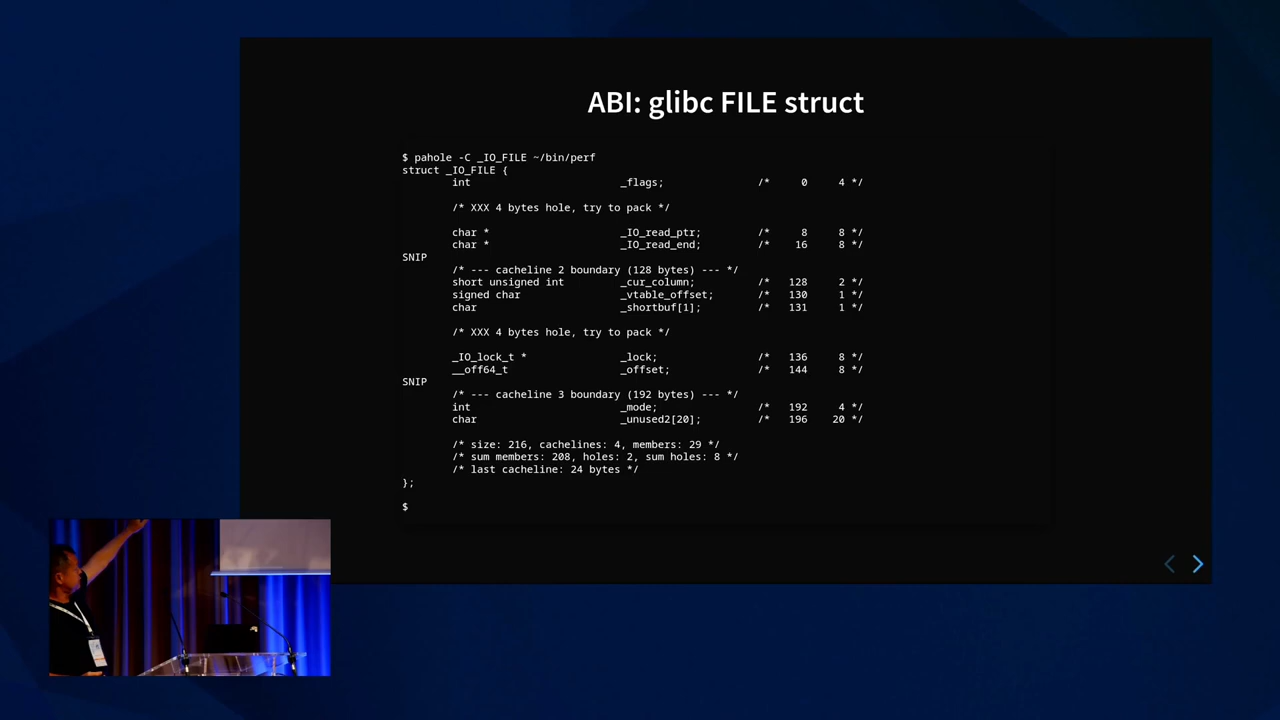 ABI: glibc FILE struct
$ pahole -C _IO_FILE ~/bin/perf
struct _IO_FILE {
int _flags; /* 0 4 */
/* XXX 4 bytes hole, try to pack */
char * _IO_read_ptr; /* 8 8 */
char * _IO_read_end; /* 16 8 */
SNIP
/* --- cacheline 2 boundary (128 bytes) --- */
short unsigned int _cur_column; /* 128 2 */
signed char _vtable_offset; /* 130 1 */
char _shortbuf[1]; /* 131 1 */
/* XXX 4 bytes hole, try to pack */
_IO_lock_t * _lock; /* 136 8 */
__off64_t _offset; /* 144 8 */
SNIP
/* --- cacheline 3 boundary (192 bytes) --- */
int _mode; /* 192 4 */
char _unused2[20]; /* 196 20 */
/* size: 216, cachelines: 4, members: 29 */
/* sum members: 208, holes: 2, sum holes: 8 */
/* last cacheline: 24 bytes */
};
$